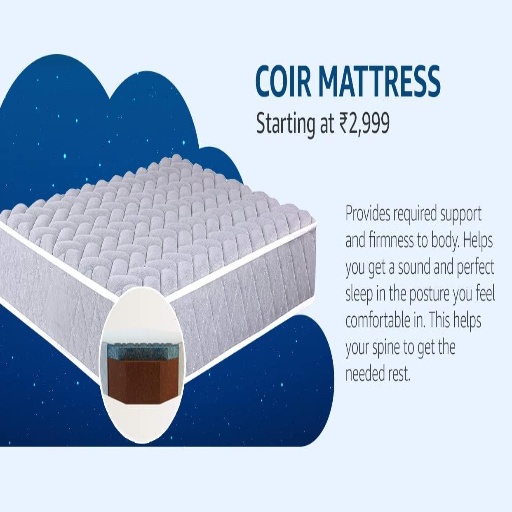 COIR MATTRESS
Starting at ₹2,999
Provides required support
and firmness to body. Helps
you get a sound and perfect
sleep in the posture you feel
comfortable in. This helps
your spine to get the
needed rest.